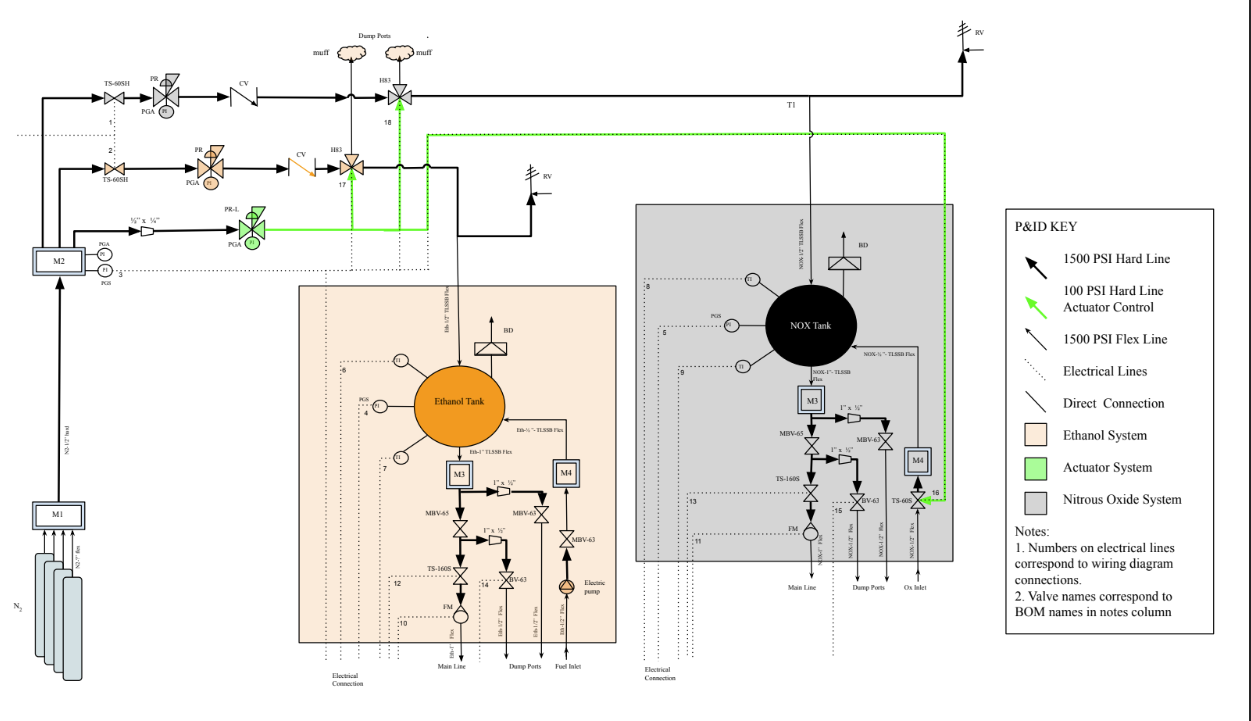 Dump Ports
muff
muff
RV
TS-60SH
PR
CV
H83
PGA
PI
T1
1
18
2
PR
CV
H83
TS-60SH
PGA
PI
17
RV
PR-L
½" x ¼"
PGA
PI
M2
PGA
PI
PI
PGS
3
N2-1/2" hard
M1
N2-?" flex
N2
Eth-1/2" TLSSB Flex
BD
TI
6
Ethanol Tank
PGS
PI
4
TI
7
Eth-½"- TLSSB Flex
Eth-1" TLSSB Flex
M3
M4
1" x ½"
MBV-65
MBV-63
1" x ½"
MBV-63
TS-160S
BV-63
12
14
Electric
pump
FM
10
Eth-1" Flex
Eth-1/2" Flex
Eth-1/2" Flex
Eth-1/2" Flex
Main Line
Dump Ports
Fuel Inlet
Electrical
Connection
NOX-1/2" TLSSB Flex
BD
TI
8
PGS
PI
5
NOX Tank
TI
9
NOX-½"- TLSSB Flex
NOX-1"- TLSSB
Flex
M3
1" x ½"
MBV-65
MBV-63
1" x ½"
M4
TS-160S
13
BV-63
15
TS-60S
16
FM
11
NOX-1" Flex
NOX-1/2" Flex
NOX-1/2" Flex
NOX-1/2" Flex
Main Line
Dump Ports
Ox Inlet
Electrical
Connection
P&ID KEY
1500 PSI Hard Line
100 PSI Hard Line
Actuator Control
1500 PSI Flex Line
Electrical Lines
Direct Connection
Ethanol System
Actuator System
Nitrous Oxide System
Notes:
1. Numbers on electrical lines
correspond to wiring diagram
connections.
2. Valve names correspond to
BOM names in notes column